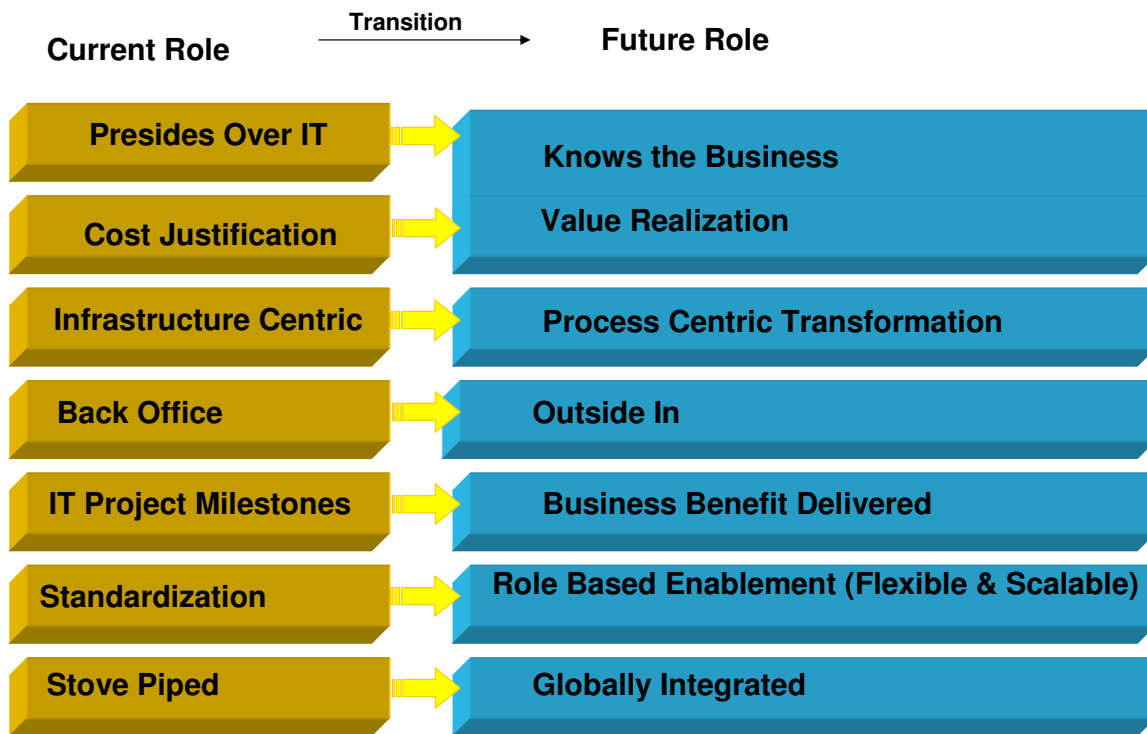 Transition
Current Role
Future Role
Presides Over IT
Knows the Business
Cost Justification
Value Realization
Infrastructure Centric
Process Centric Transformation
Back Office
Outside In
IT Project Milestones
Business Benefit Delivered
Standardization
Role Based Enablement (Flexible & Scalable)
Stove Piped
Globally Integrated